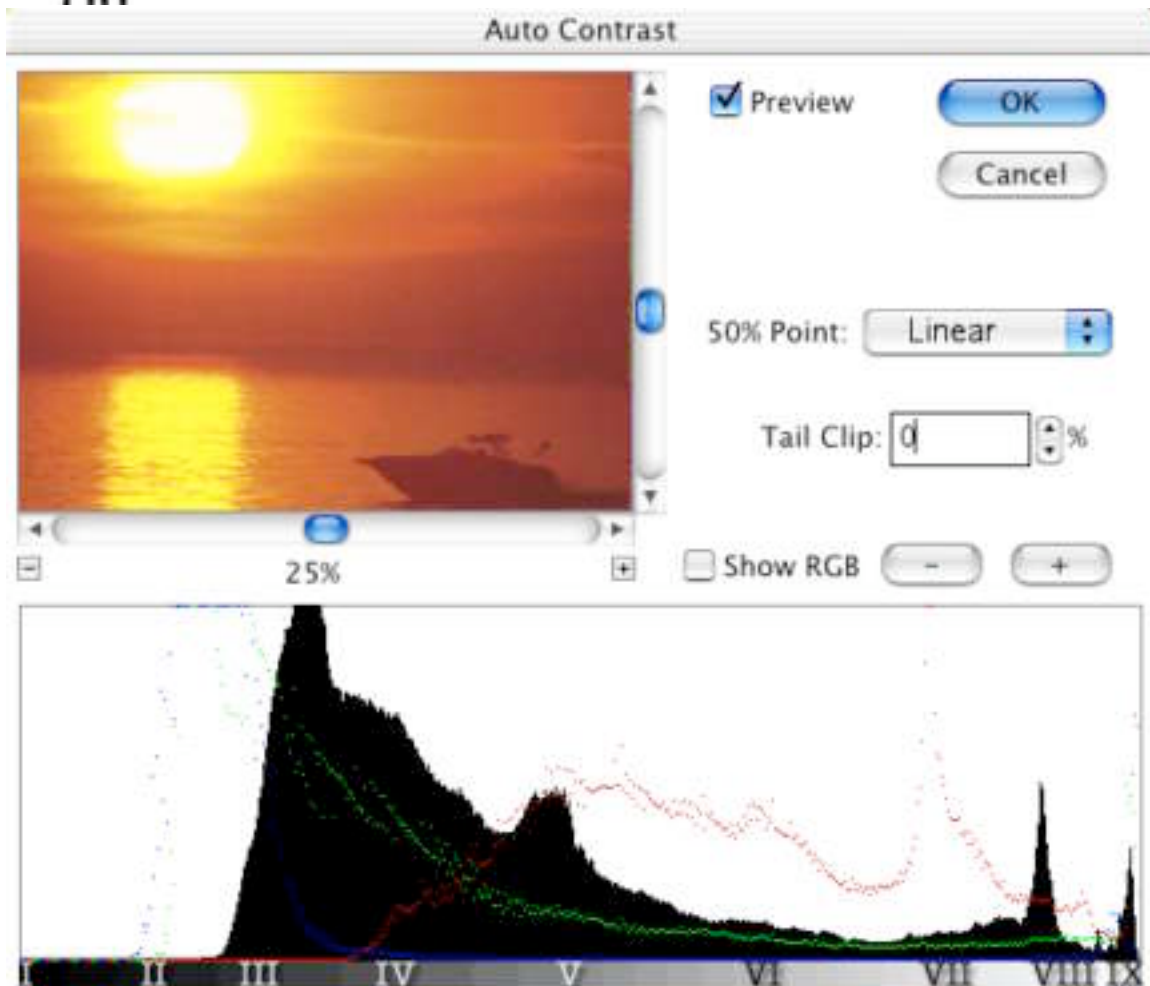 Auto Contrast
Preview
OK
Cancel
50% Point:
Linear
Tail Clip:
0
%
25%
Show RGB
-
+
I II III IV V VI VII VIII IX